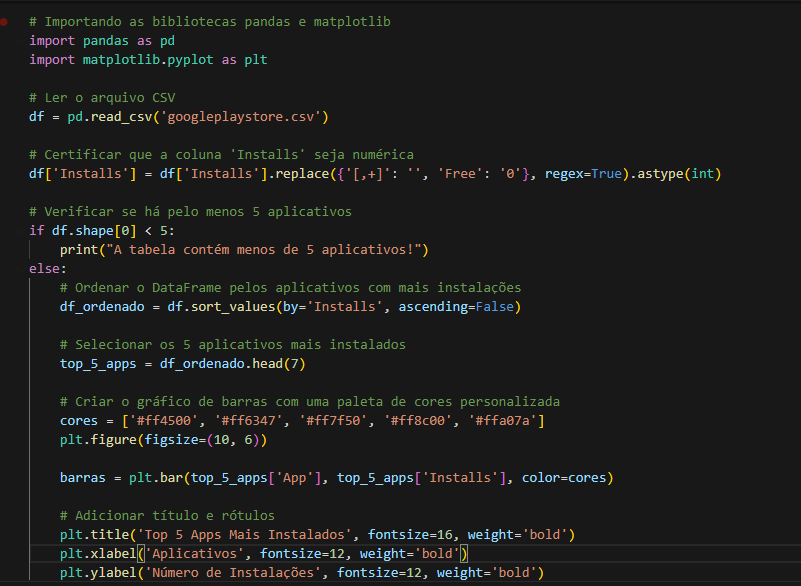 # Importando as bibliotecas pandas e matplotlib
import pandas as pd
import matplotlib.pyplot as plt
# Ler o arquivo CSV
df = pd.read_csv('googleplaystore.csv')
# Certificar que a coluna 'Installs' seja numérica
df['Installs'] = df['Installs'].replace({'[,+]': '', 'Free': '0'}, regex=True).astype(int)
# Verificar se há pelo menos 5 aplicativos
if df.shape[0] < 5:
    print("A tabela contém menos de 5 aplicativos!")
else:
    # Ordenar o DataFrame pelos aplicativos com mais instalações
    df_ordenado = df.sort_values(by='Installs', ascending=False)
    # Selecionar os 5 aplicativos mais instalados
    top_5_apps = df_ordenado.head(7)
    # Criar o gráfico de barras com uma paleta de cores personalizada
    cores = ['#ff4500', '#ff6347', '#ff7f50', '#ff8c00', '#ffa07a']
    plt.figure(figsize=(10, 6))
    barras = plt.bar(top_5_apps['App'], top_5_apps['Installs'], color=cores)
    # Adicionar título e rótulos
    plt.title('Top 5 Apps Mais Instalados', fontsize=16, weight='bold')
    plt.xlabel('Aplicativos', fontsize=12, weight='bold')
    plt.ylabel('Número de Instalações', fontsize=12, weight='bold')